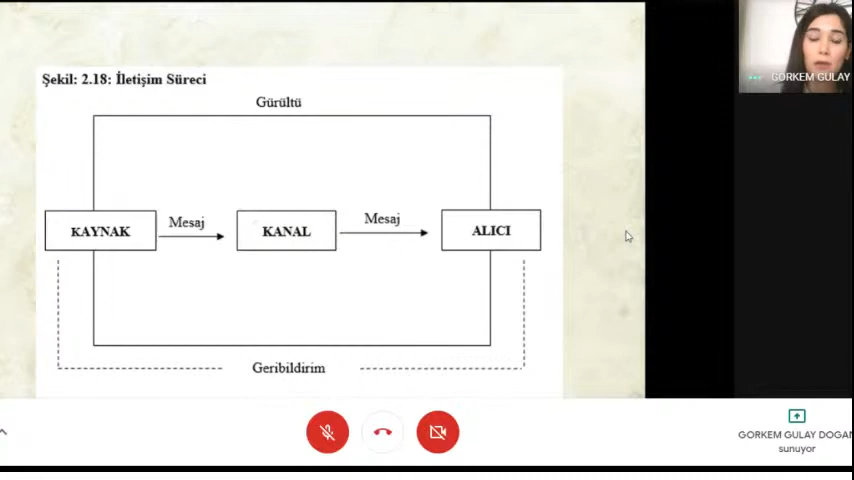 Şekil: 2.18: İletişim Süreci
Gürültü
KAYNAK
Mesaj
KANAL
Mesaj
ALICI
Geribildirim
GORKEM GULAY
GORKEM GULAY DOGAN
sunuyor